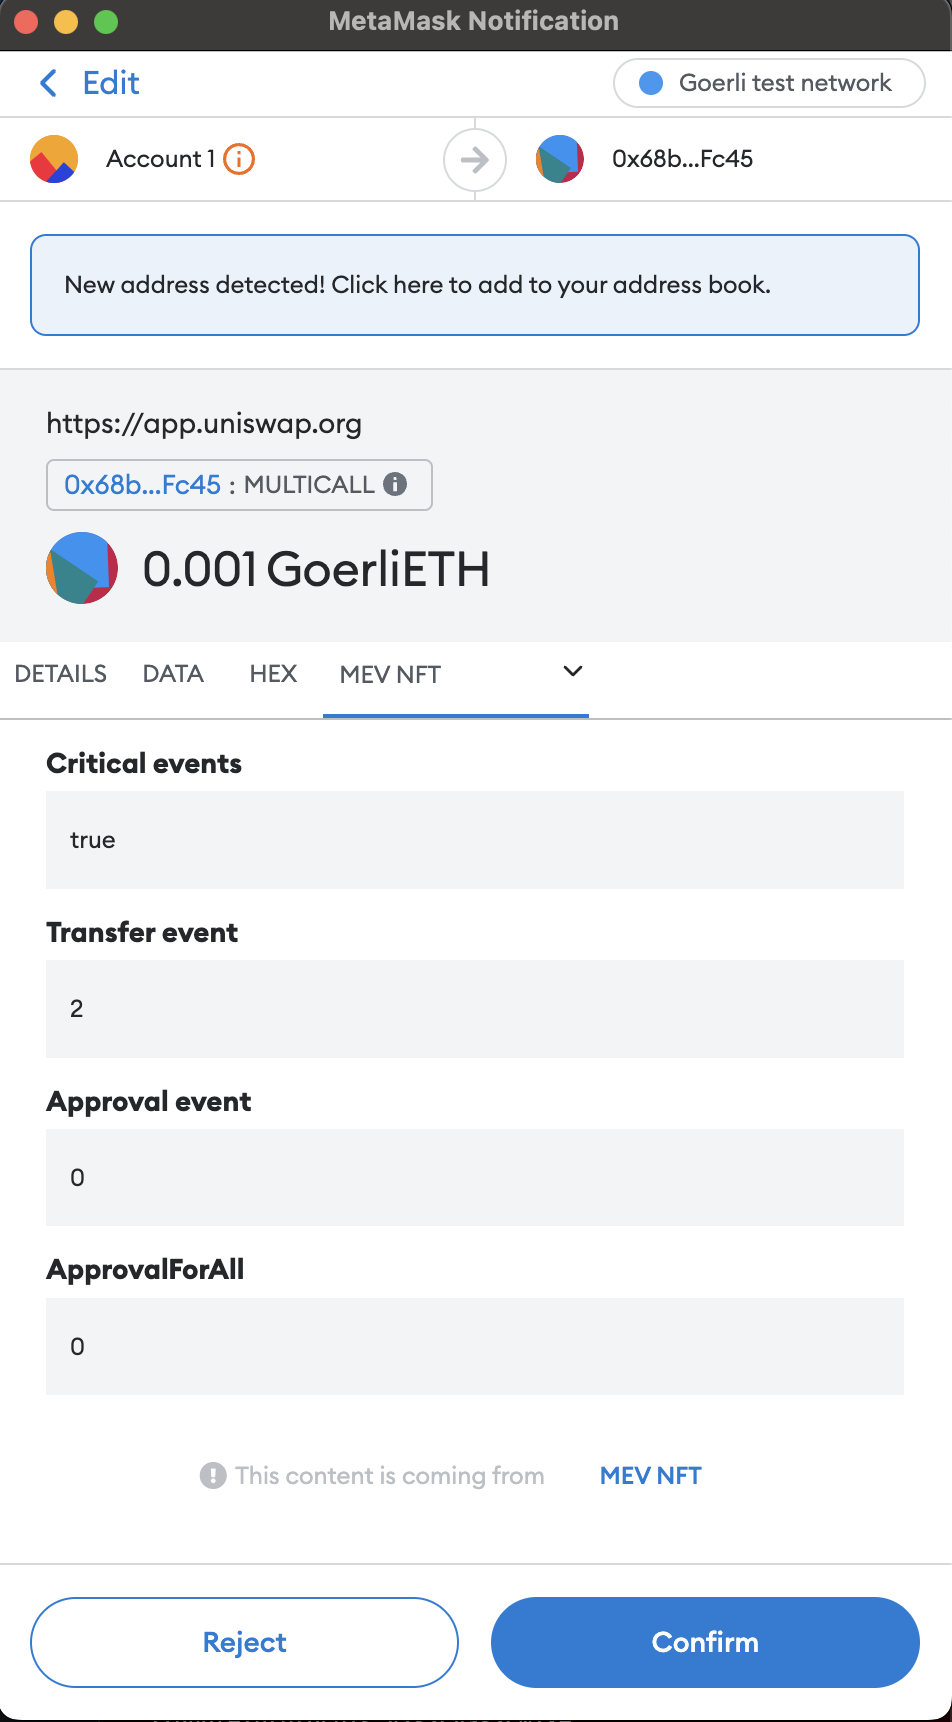 MetaMask Notification
Edit
Goerli test network
Account 1
0x68b...Fc45
New address detected! Click here to add to your address book.
https://app.uniswap.org
0x68b...Fc45 : MULTICALL
0.001 GoerliETH
DETAILS DATA HEX MEV NFT
Critical events
true
Transfer event
2
Approval event
0
ApprovalForAll
0
This content is coming from MEV NFT
Reject
Confirm